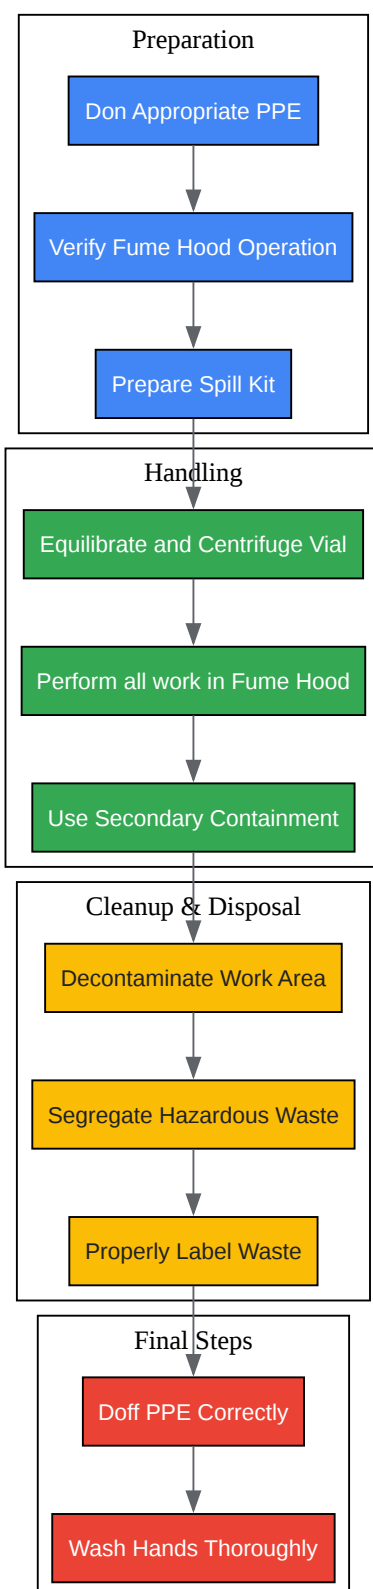 Preparation
Don Appropriate PPE
Verify Fume Hood Operation
Prepare Spill Kit
Handling
Equilibrate and Centrifuge Vial
Perform all work in Fume Hood
Use Secondary Containment
Cleanup & Disposal
Decontaminate Work Area
Segregate Hazardous Waste
Properly Label Waste
Final Steps
Doff PPE Correctly
Wash Hands Thoroughly